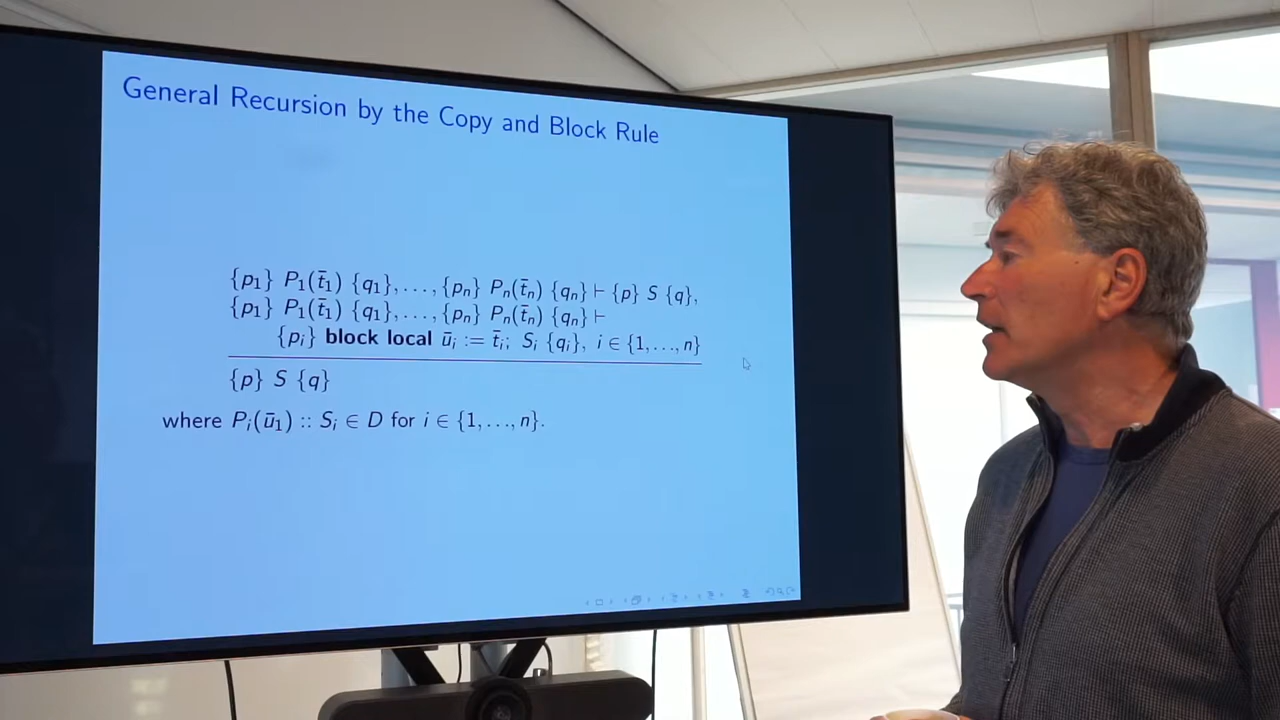 General Recursion by the Copy and Block Rule
{p₁} P₁(t̄₁) {q₁}, . . . , {pₙ} Pₙ(t̄ₙ) {qₙ} ⊢ {p} S {q},
{p₁} P₁(t̄₁) {q₁}, . . . , {pₙ} Pₙ(t̄ₙ) {qₙ} ⊢
{pᵢ} block local ūᵢ := t̄ᵢ; Sᵢ {qᵢ}, i ∈ {1, . . . , n}
{p} S {q}
where Pᵢ(ū₁) :: Sᵢ ∈ D for i ∈ {1, . . . , n}.